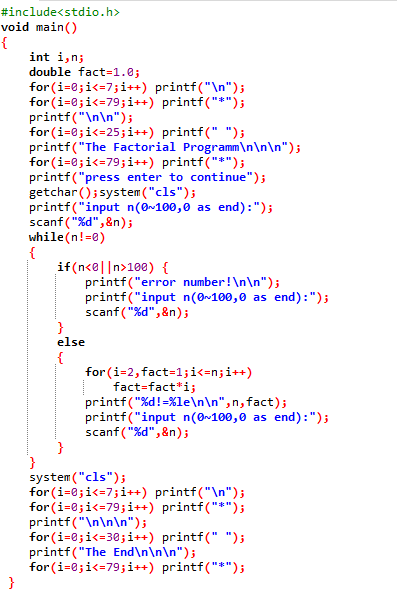 #include<stdio.h>
void main()
{
    int i,n;
    double fact=1.0;
    for(i=0;i<=7;i++) printf("\n");
    for(i=0;i<=79;i++) printf("*");
    printf("\n\n");
    for(i=0;i<=25;i++) printf(" ");
    printf("The Factorial Programm\n\n\n");
    for(i=0;i<=79;i++) printf("*");
    printf("press enter to continue");
    getchar();system("cls");
    printf("input n(0~100,0 as end):");
    scanf("%d",&n);
    while(n!=0)
    {
        if(n<0||n>100) {
            printf("error number!\n\n");
            printf("input n(0~100,0 as end):");
            scanf("%d",&n);
        }
        else
        {
            for(i=2,fact=1;i<=n;i++)
                fact=fact*i;
            printf("%d!=%le\n\n",n,fact);
            printf("input n(0~100,0 as end):");
            scanf("%d",&n);
        }
    }
    system("cls");
    for(i=0;i<=7;i++) printf("\n");
    for(i=0;i<=79;i++) printf("*");
    printf("\n\n\n");
    for(i=0;i<=30;i++) printf(" ");
    printf("The End\n\n\n");
    for(i=0;i<=79;i++) printf("*");
}